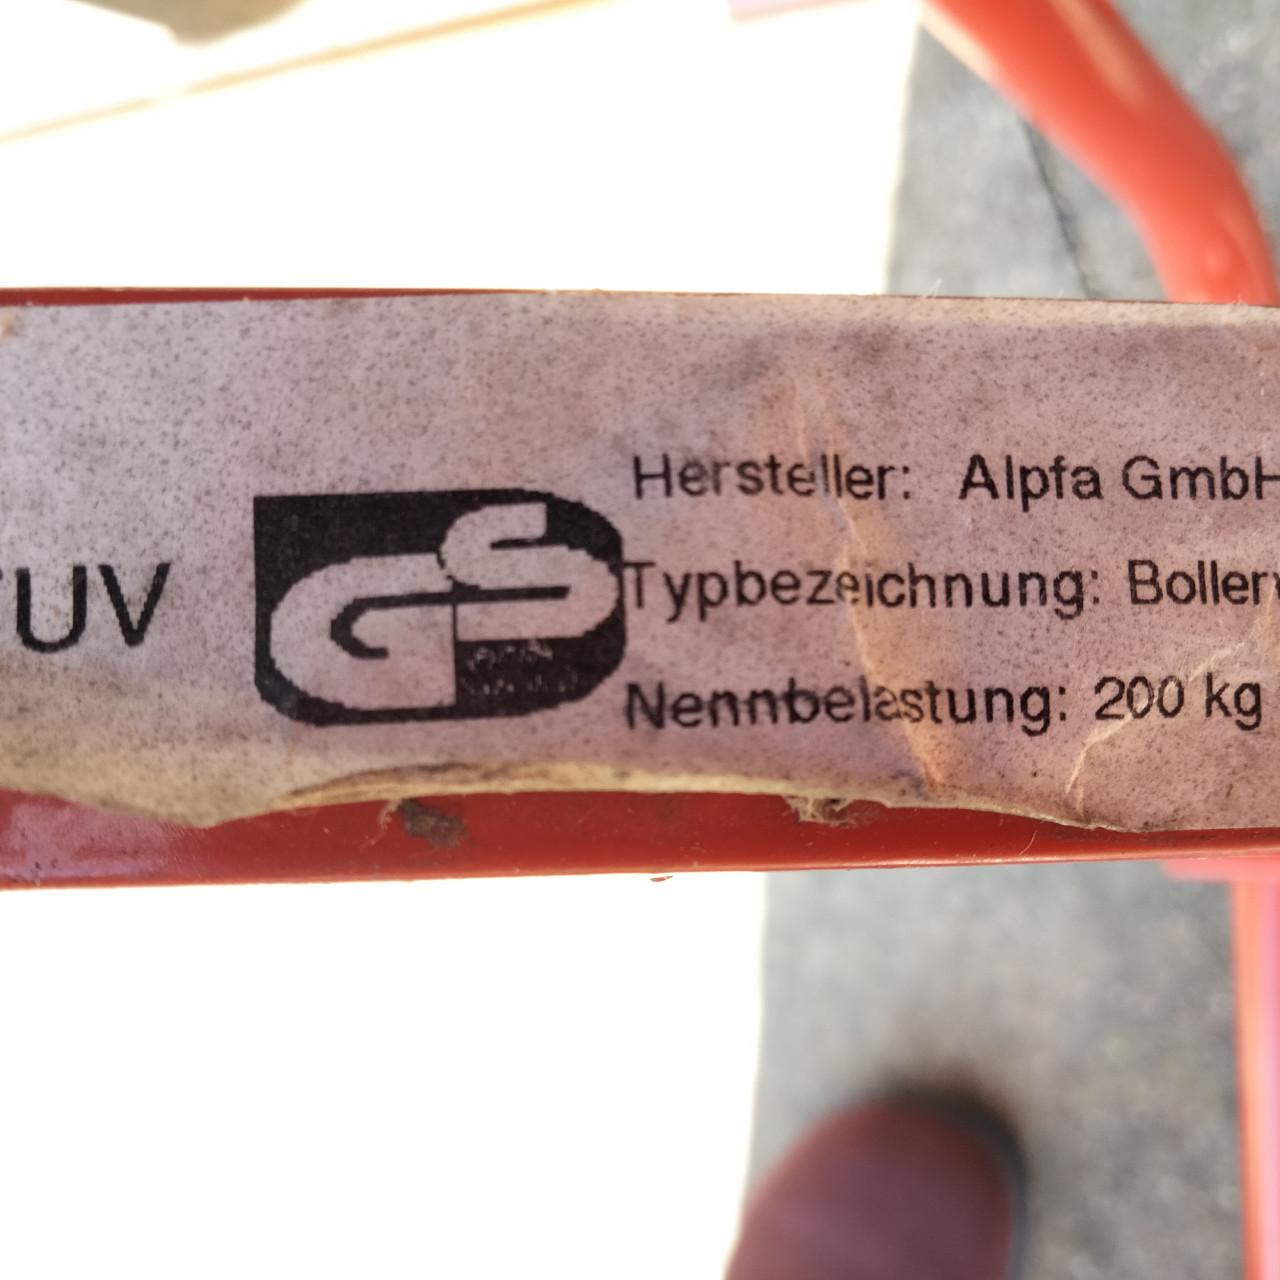 TUV
GS
Hersteller: Alpfa GmbH
Typbezeichnung: Boller
Nennbelastung: 200 kg